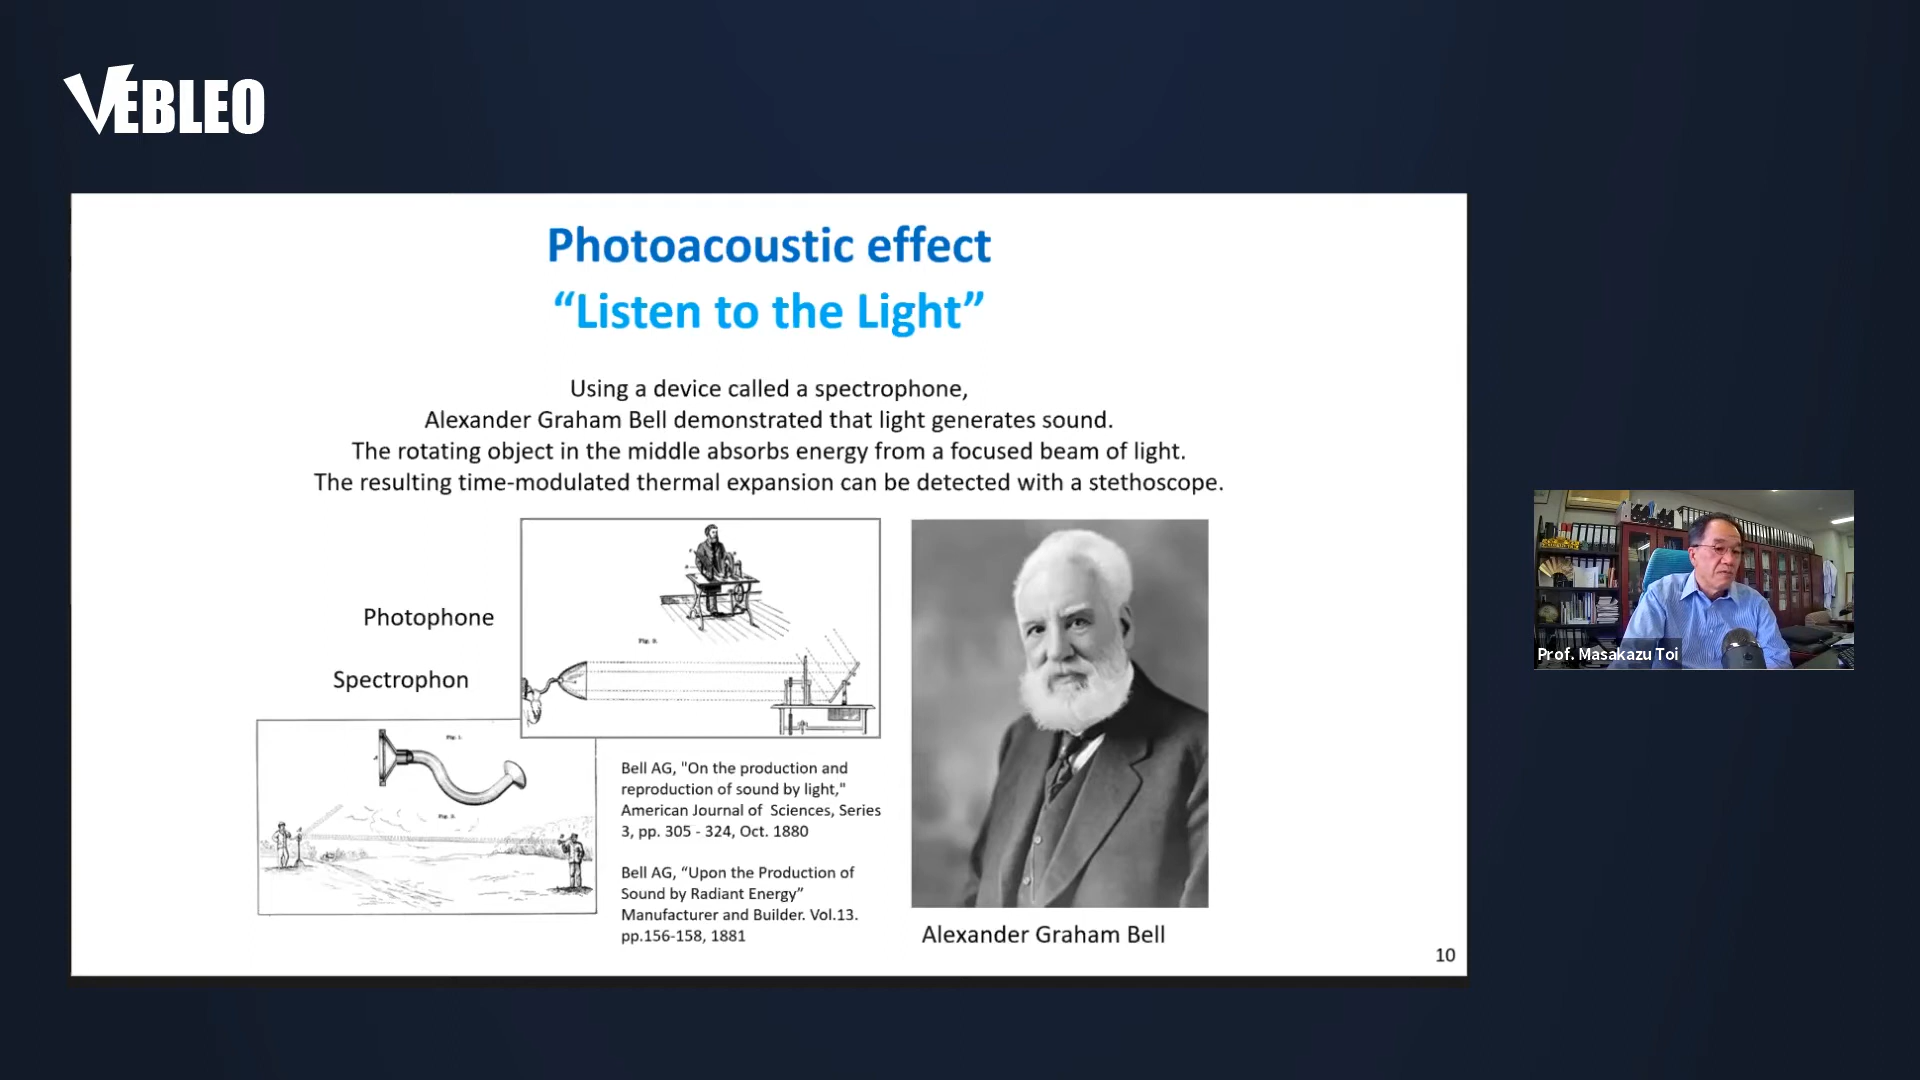 VEBLEO
Photoacoustic effect
“Listen to the Light”
Using a device called a spectrophone,
Alexander Graham Bell demonstrated that light generates sound.
The rotating object in the middle absorbs energy from a focused beam of light.
The resulting time-modulated thermal expansion can be detected with a stethoscope.
Photophone
Spectrophon
Bell AG, "On the production and
reproduction of sound by light,"
American Journal of Sciences, Series
3, pp. 305 - 324, Oct. 1880
Bell AG, “Upon the Production of
Sound by Radiant Energy”
Manufacturer and Builder. Vol.13.
pp.156-158, 1881
Alexander Graham Bell
10
Prof. Masakazu Toi